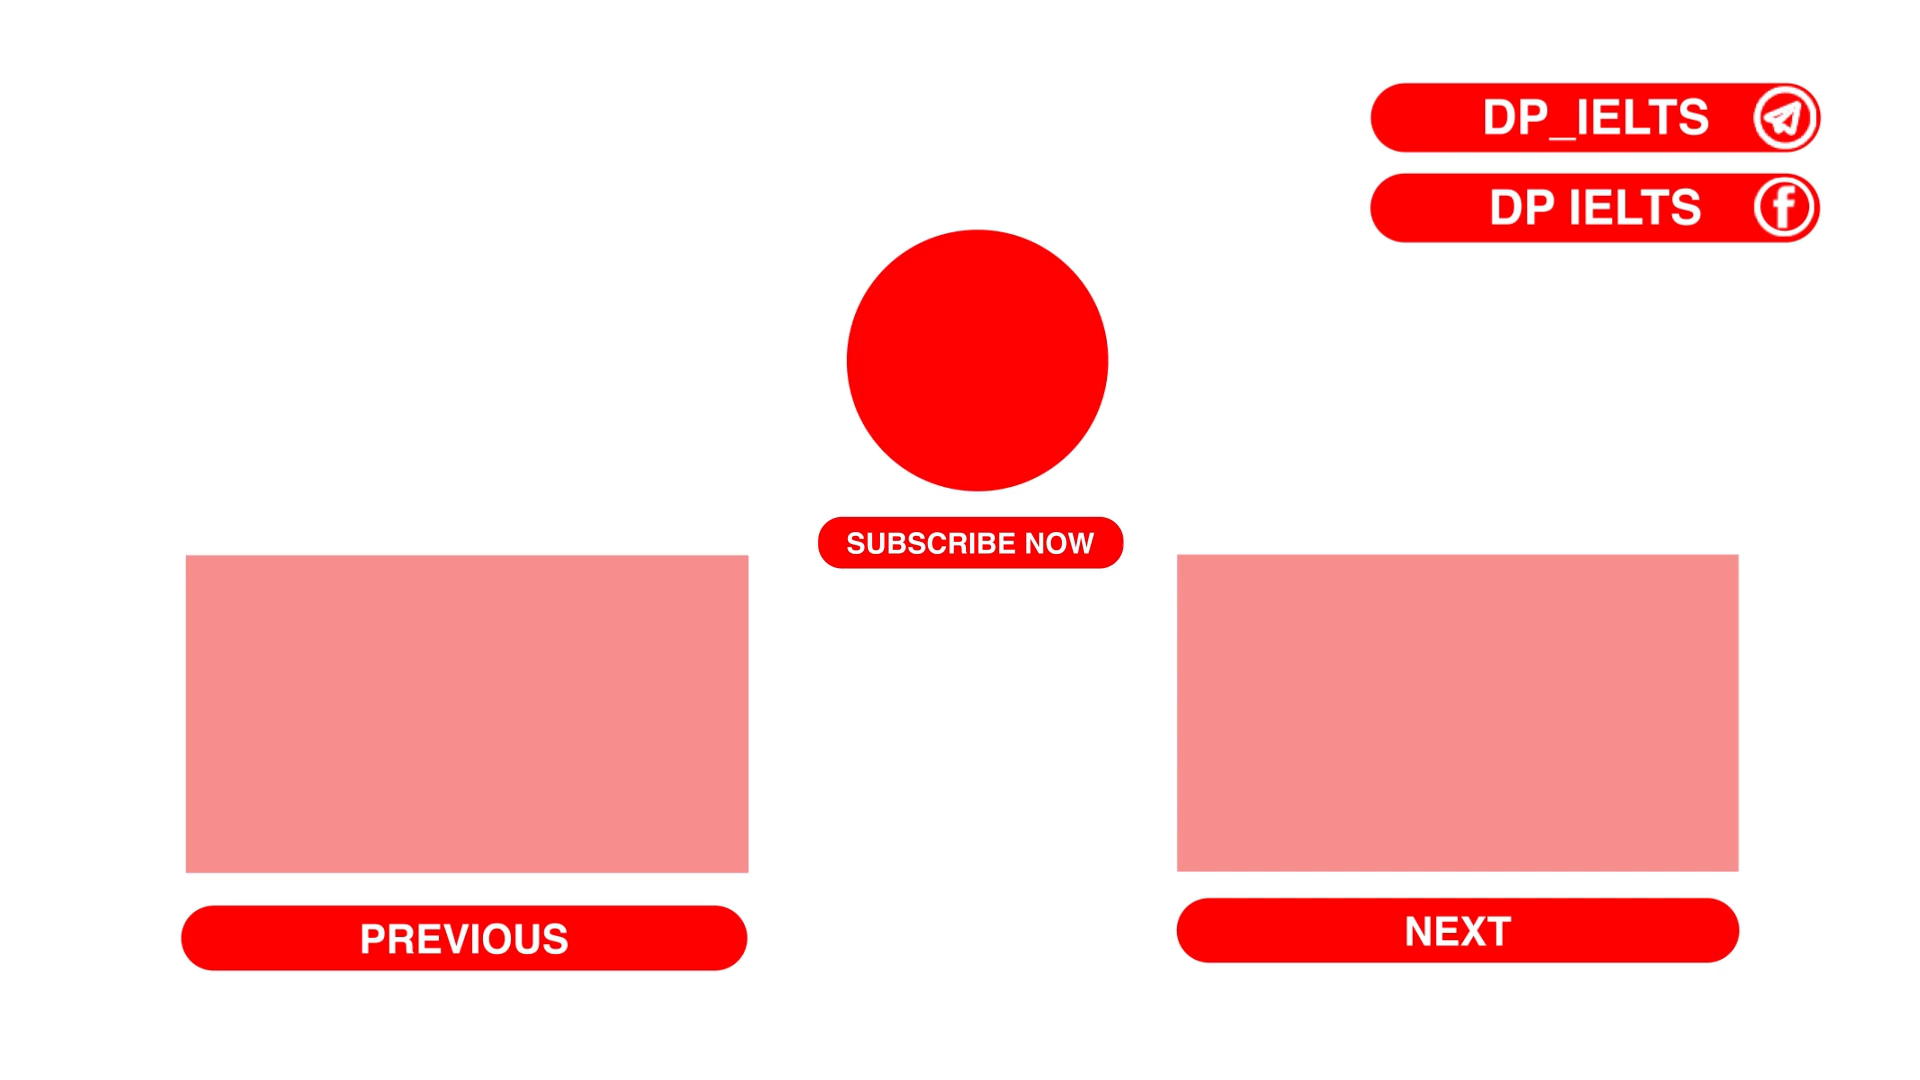 DP_IELTS
DP IELTS
SUBSCRIBE NOW
PREVIOUS
NEXT